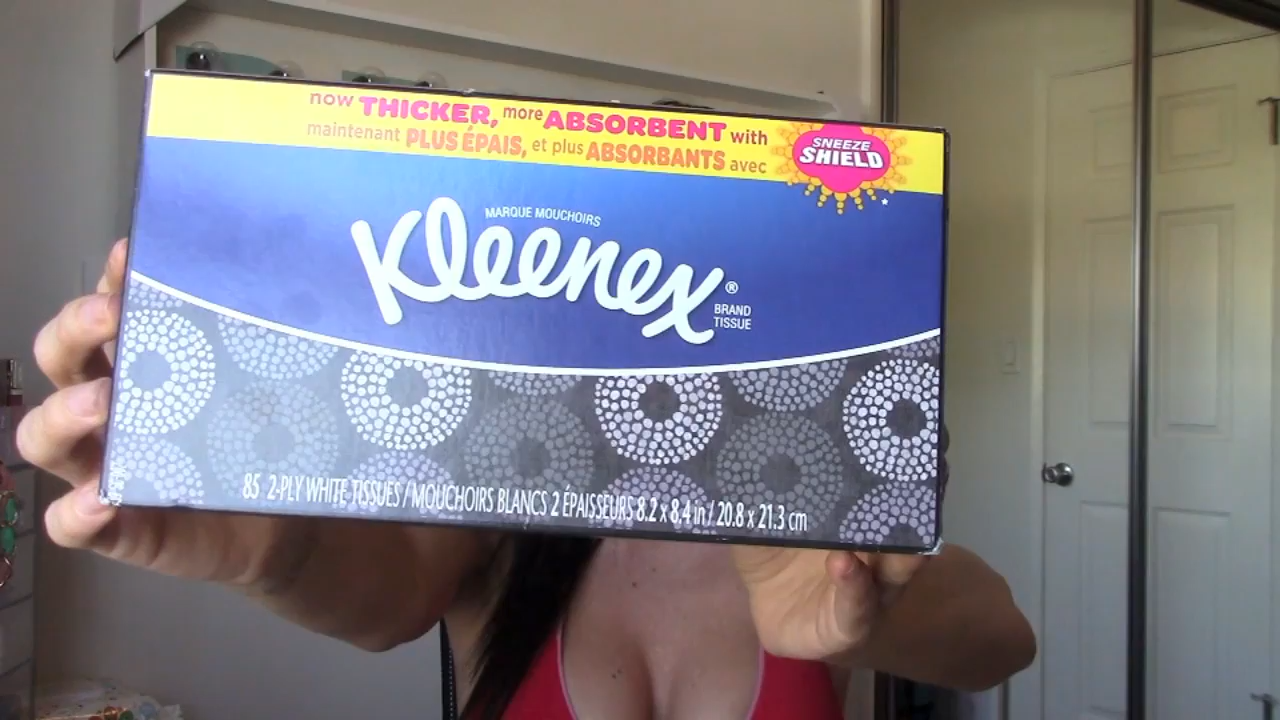 now THICKER, more ABSORBENT with
maintenant PLUS ÉPAIS, et plus ABSORBANTS avec
SNEEZE
SHIELD
MARQUE MOUCHOIRS
Kleenex®
BRAND
TISSUE
85 2-PLY WHITE TISSUES / MOUCHOIRS BLANCS 2 ÉPAISSEURS 8.2 x 8.4 in / 20.8 x 21.3 cm